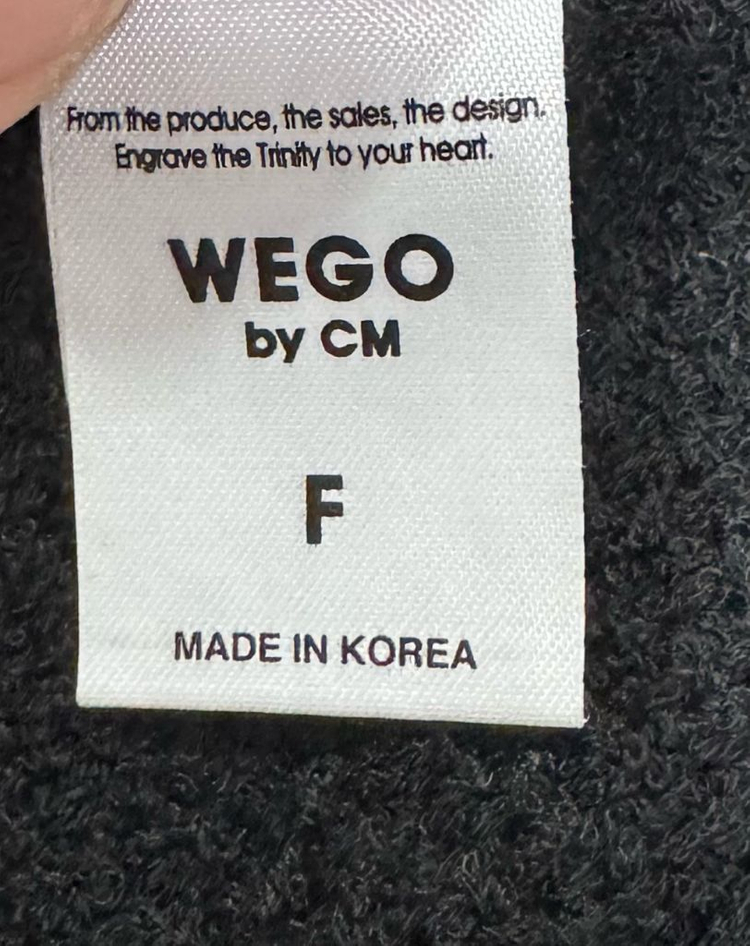 From the produce, the sales, the design.
Engrave the Trinity to your heart.
WEGO
by CM
F
MADE IN KOREA